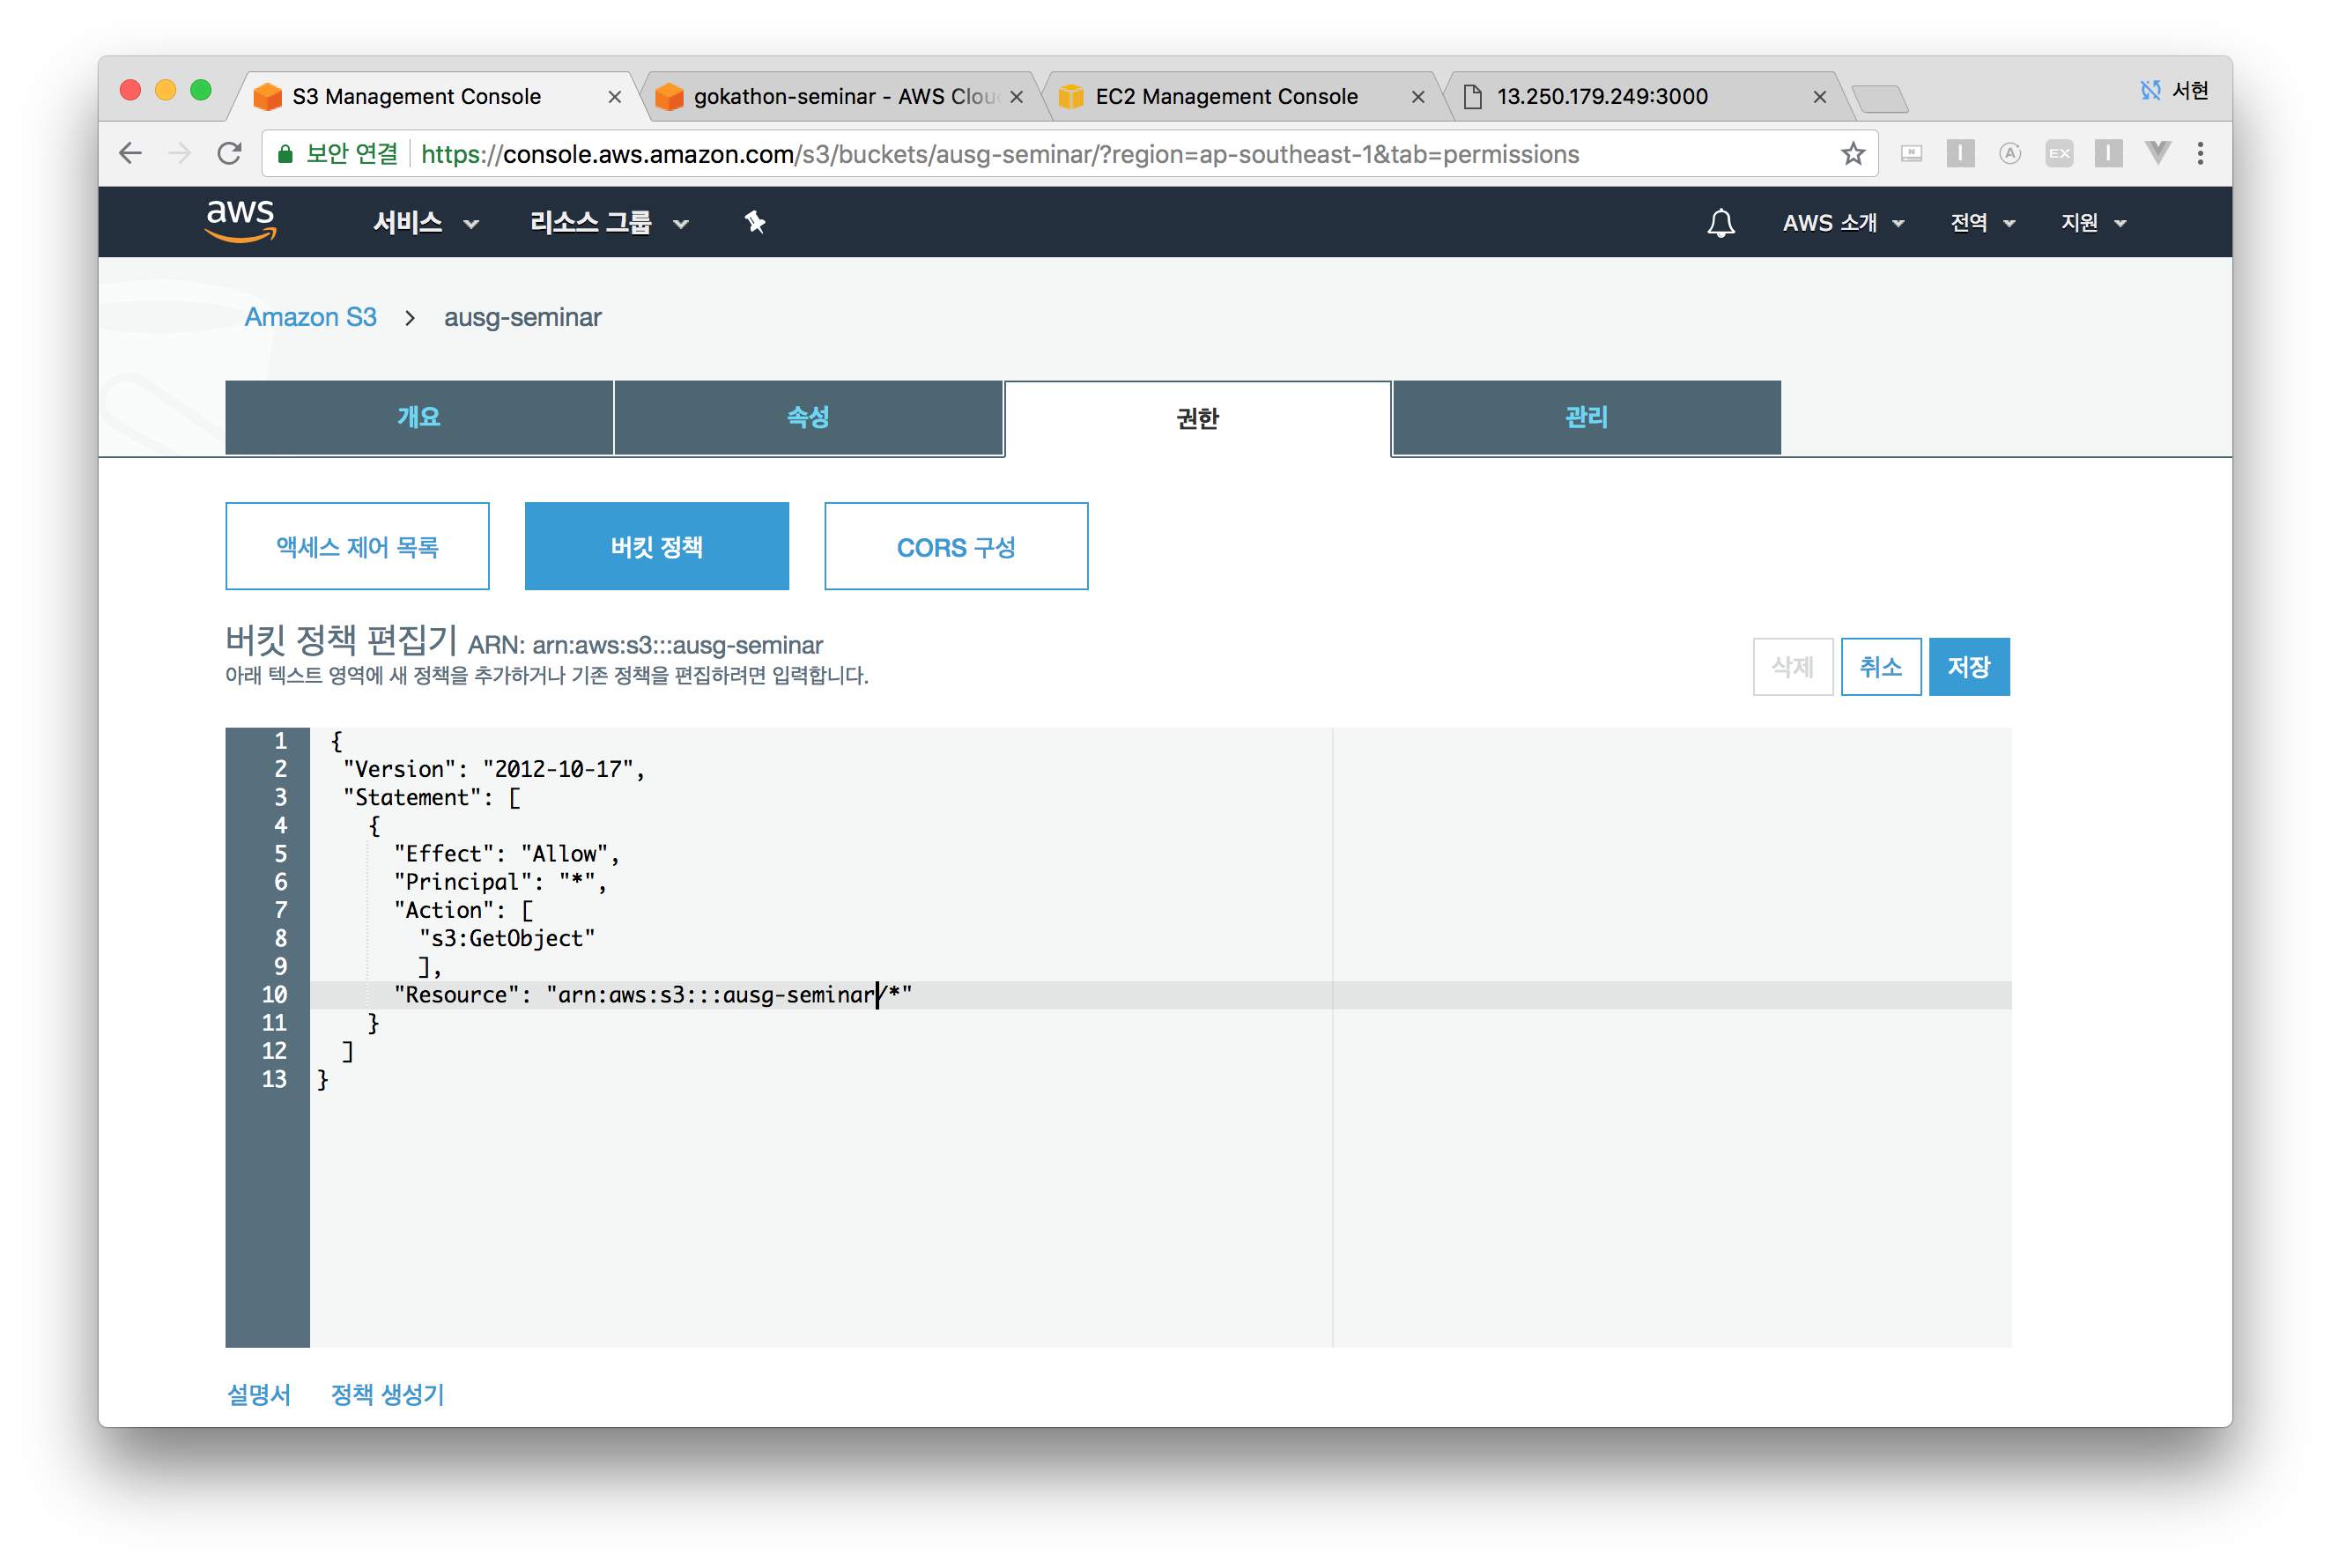 S3 Management Console
gokathon-seminar - AWS Clou
EC2 Management Console
13.250.179.249:3000
서현
보안 연결 https://console.aws.amazon.com/s3/buckets/ausg-seminar/?region=ap-southeast-1&tab=permissions
N I A EX I
aws 서비스 리소스 그룹 AWS 소개 전역 지원
Amazon S3 > ausg-seminar
개요 속성 권한 관리
액세스 제어 목록 버킷 정책 CORS 구성
버킷 정책 편집기 ARN: arn:aws:s3:::ausg-seminar
아래 텍스트 영역에 새 정책을 추가하거나 기존 정책을 편집하려면 입력합니다.
삭제 취소 저장
1 {
2 "Version": "2012-10-17",
3 "Statement": [
4 {
5 "Effect": "Allow",
6 "Principal": "*",
7 "Action": [
8 "s3:GetObject"
9 ],
10 "Resource": "arn:aws:s3:::ausg-seminar/*"
11 }
12 ]
13 }
설명서 정책 생성기